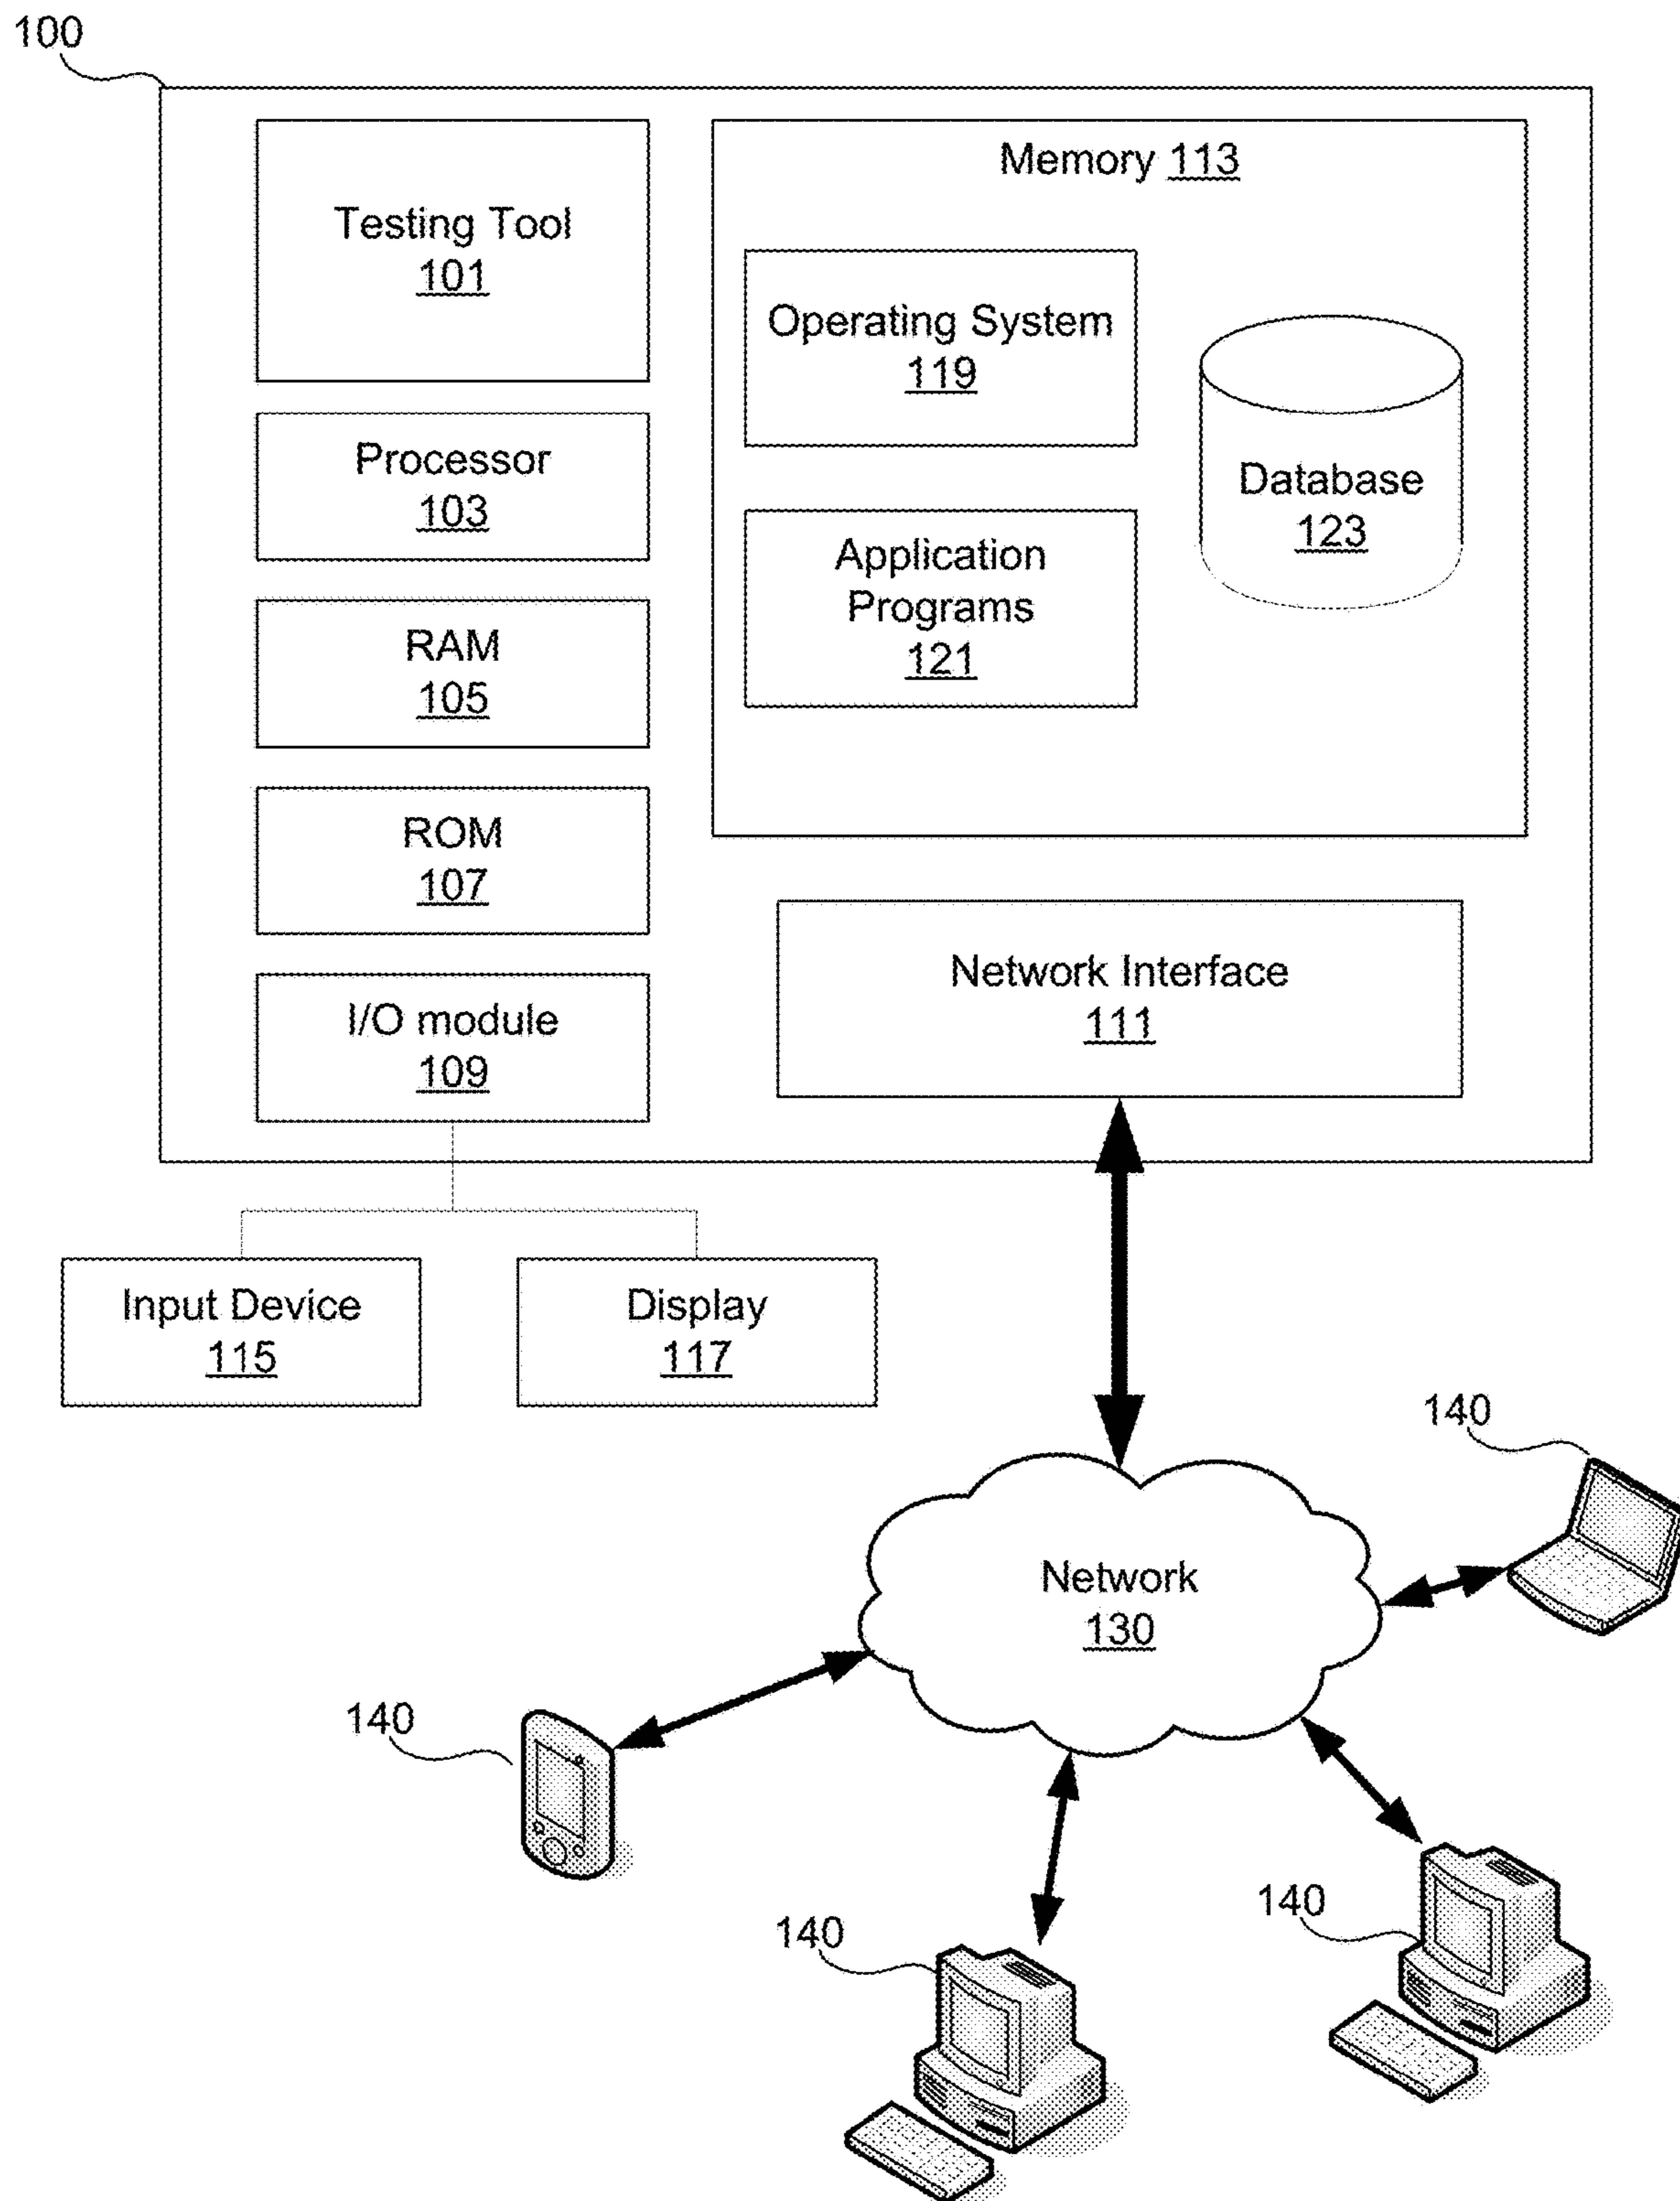 100
Testing Tool
101
Memory 113
Operating System
119
Database
123
Processor
103
Application
Programs
121
RAM
105
ROM
107
Network Interface
111
I/O module
109
Input Device
115
Display
117
140
Network
130
140
140
140